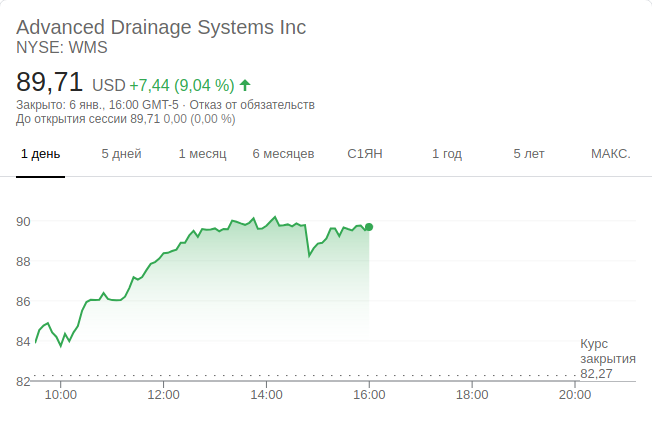 Advanced Drainage Systems Inc
NYSE: WMS
89,71 USD +7,44 (9,04 %)
Закрыто: 6 янв., 16:00 GMT-5 · Отказ от обязательств
До открытия сессии 89,71 0,00 (0,00 %)
1 день 5 дней 1 месяц 6 месяцев С1ЯН 1 год 5 лет МАКС.
90
88
86
84
82
Курс
закрытия
82,27
10:00 12:00 14:00 16:00 18:00 20:00